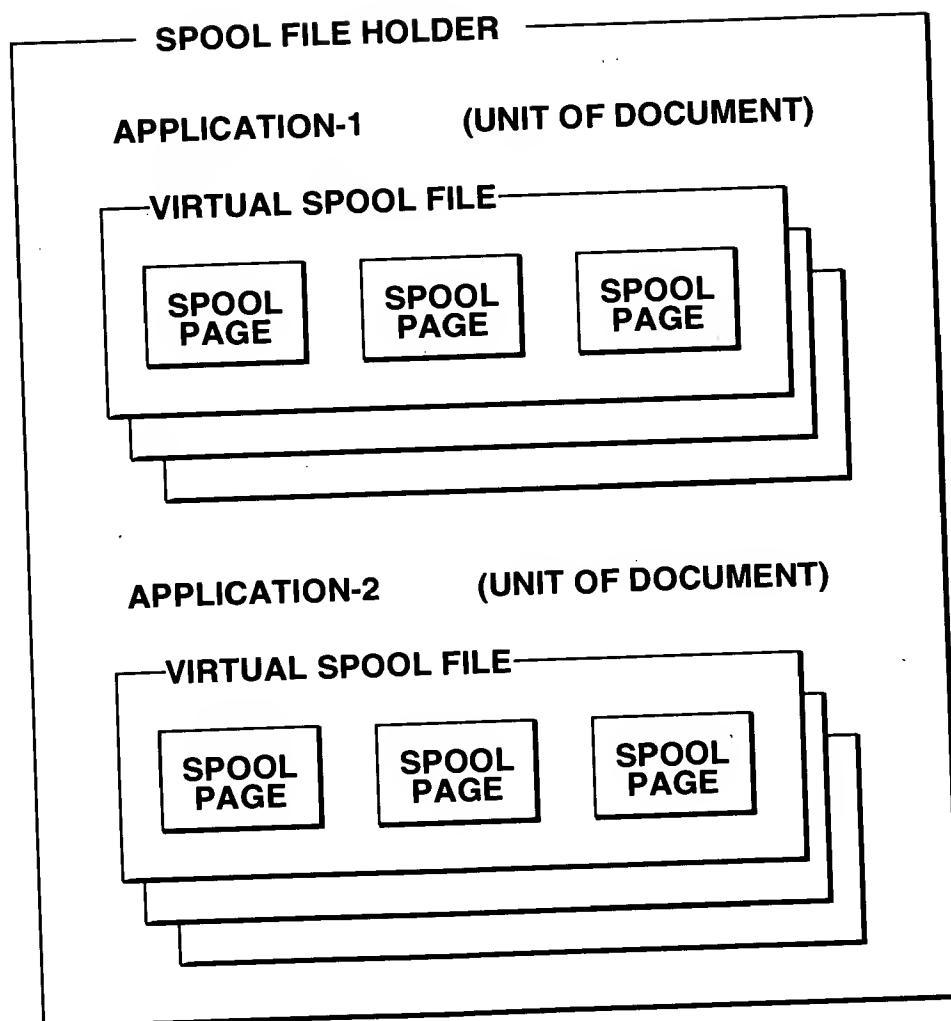 SPOOL FILE HOLDER
APPLICATION-1 (UNIT OF DOCUMENT)
VIRTUAL SPOOL FILE
SPOOL PAGE
SPOOL PAGE
SPOOL PAGE
APPLICATION-2 (UNIT OF DOCUMENT)
VIRTUAL SPOOL FILE
SPOOL PAGE
SPOOL PAGE
SPOOL PAGE